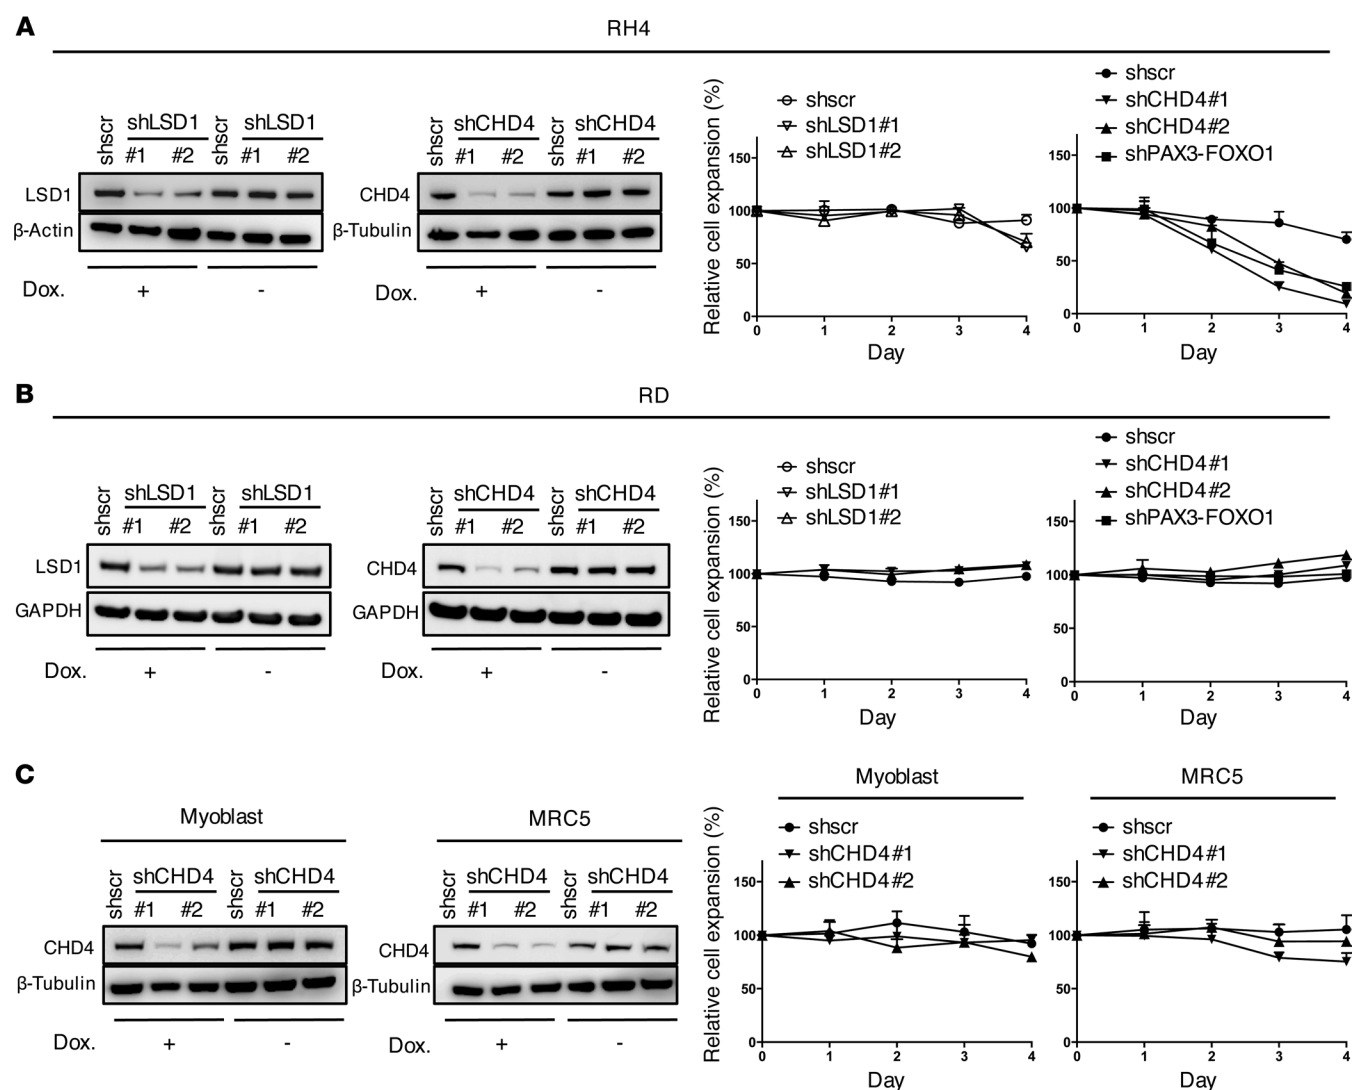 A
RH4
shscr
shLSD1
#1 #2
shscr
shLSD1
#1 #2
LSD1
β-Actin
Dox. + -
shscr
shCHD4
#1 #2
shscr
shCHD4
#1 #2
CHD4
β-Tubulin
Dox. + -
Relative cell expansion (%)
shscr
shLSD1#1
shLSD1#2
150
100
50
0
0 1 2 3 4
Day
shscr
shCHD4#1
shCHD4#2
shPAX3-FOXO1
150
100
50
0
0 1 2 3 4
Day
B
RD
shscr
shLSD1
#1 #2
shscr
shLSD1
#1 #2
LSD1
GAPDH
Dox. + -
shscr
shCHD4
#1 #2
shscr
shCHD4
#1 #2
CHD4
GAPDH
Dox. + -
Relative cell expansion (%)
shscr
shLSD1#1
shLSD1#2
150
100
50
0
0 1 2 3 4
Day
shscr
shCHD4#1
shCHD4#2
shPAX3-FOXO1
150
100
50
0
0 1 2 3 4
Day
C
Myoblast
shscr
shCHD4
#1 #2
shscr
shCHD4
#1 #2
CHD4
β-Tubulin
Dox. + -
MRC5
shscr
shCHD4
#1 #2
shscr
shCHD4
#1 #2
CHD4
β-Tubulin
Dox. + -
Relative cell expansion (%)
Myoblast
shscr
shCHD4#1
shCHD4#2
150
100
50
0
0 1 2 3 4
Day
MRC5
shscr
shCHD4#1
shCHD4#2
150
100
50
0
0 1 2 3 4
Day